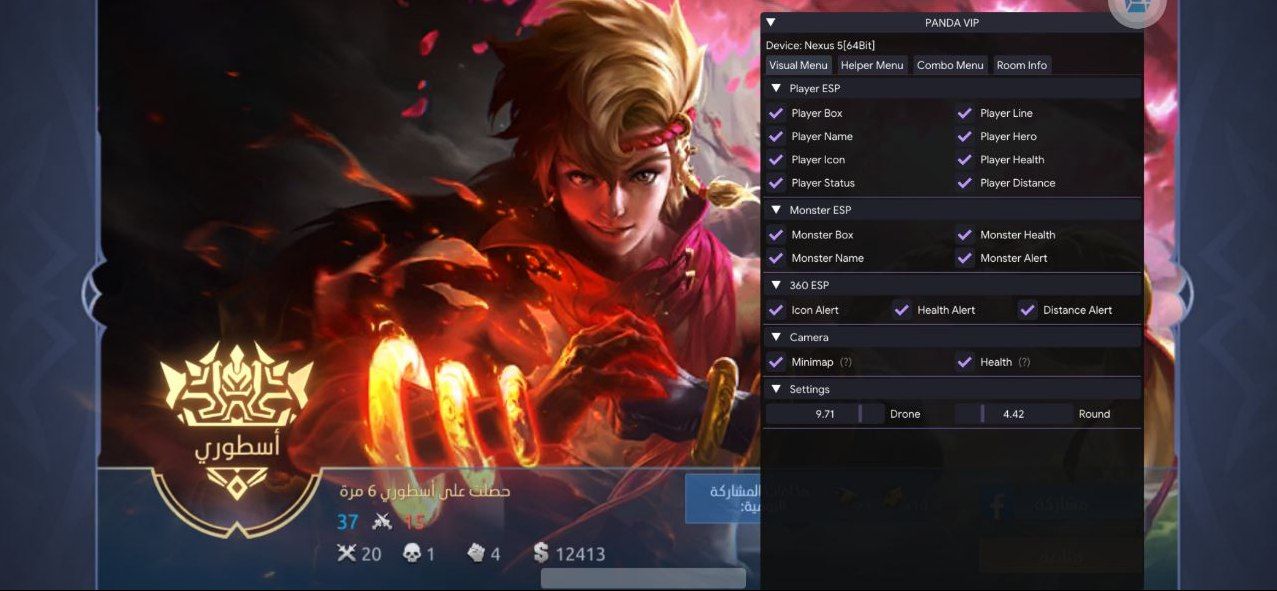 PANDA VIP
Device: Nexus 5[64Bit]
Visual Menu Helper Menu Combo Menu Room Info
Player ESP
Player Box Player Line
Player Name Player Hero
Player Icon Player Health
Player Status Player Distance
Monster ESP
Monster Box Monster Health
Monster Name Monster Alert
360 ESP
Icon Alert Health Alert Distance Alert
Camera
Minimap (?) Health (?)
Settings
9.71 Drone 4.42 Round
أسطوري
حصلت على أسطوري 6 مرة
37 15
20 1 4 12413
المشاركة